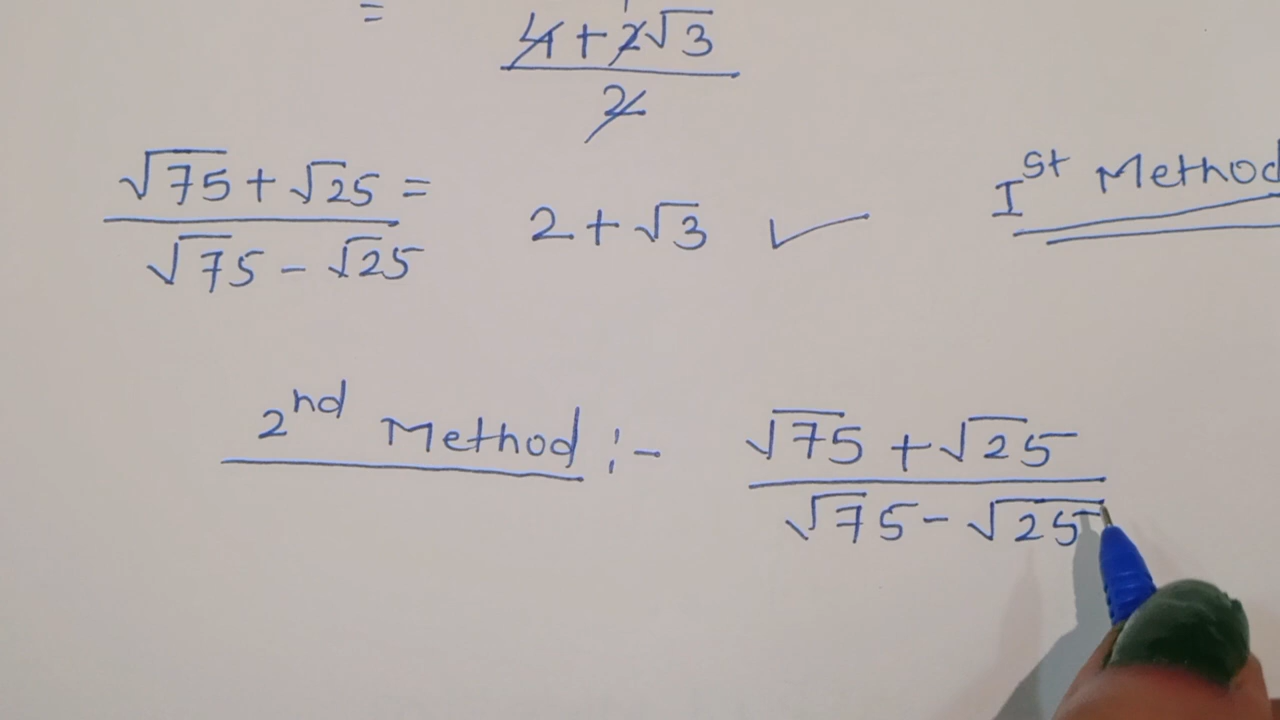 =
4 + 2√3
2
√75 + √25 =
√75 - √25
2 + √3 ✓
Ist Method
2nd Method :-
√75 + √25
√75 - √25